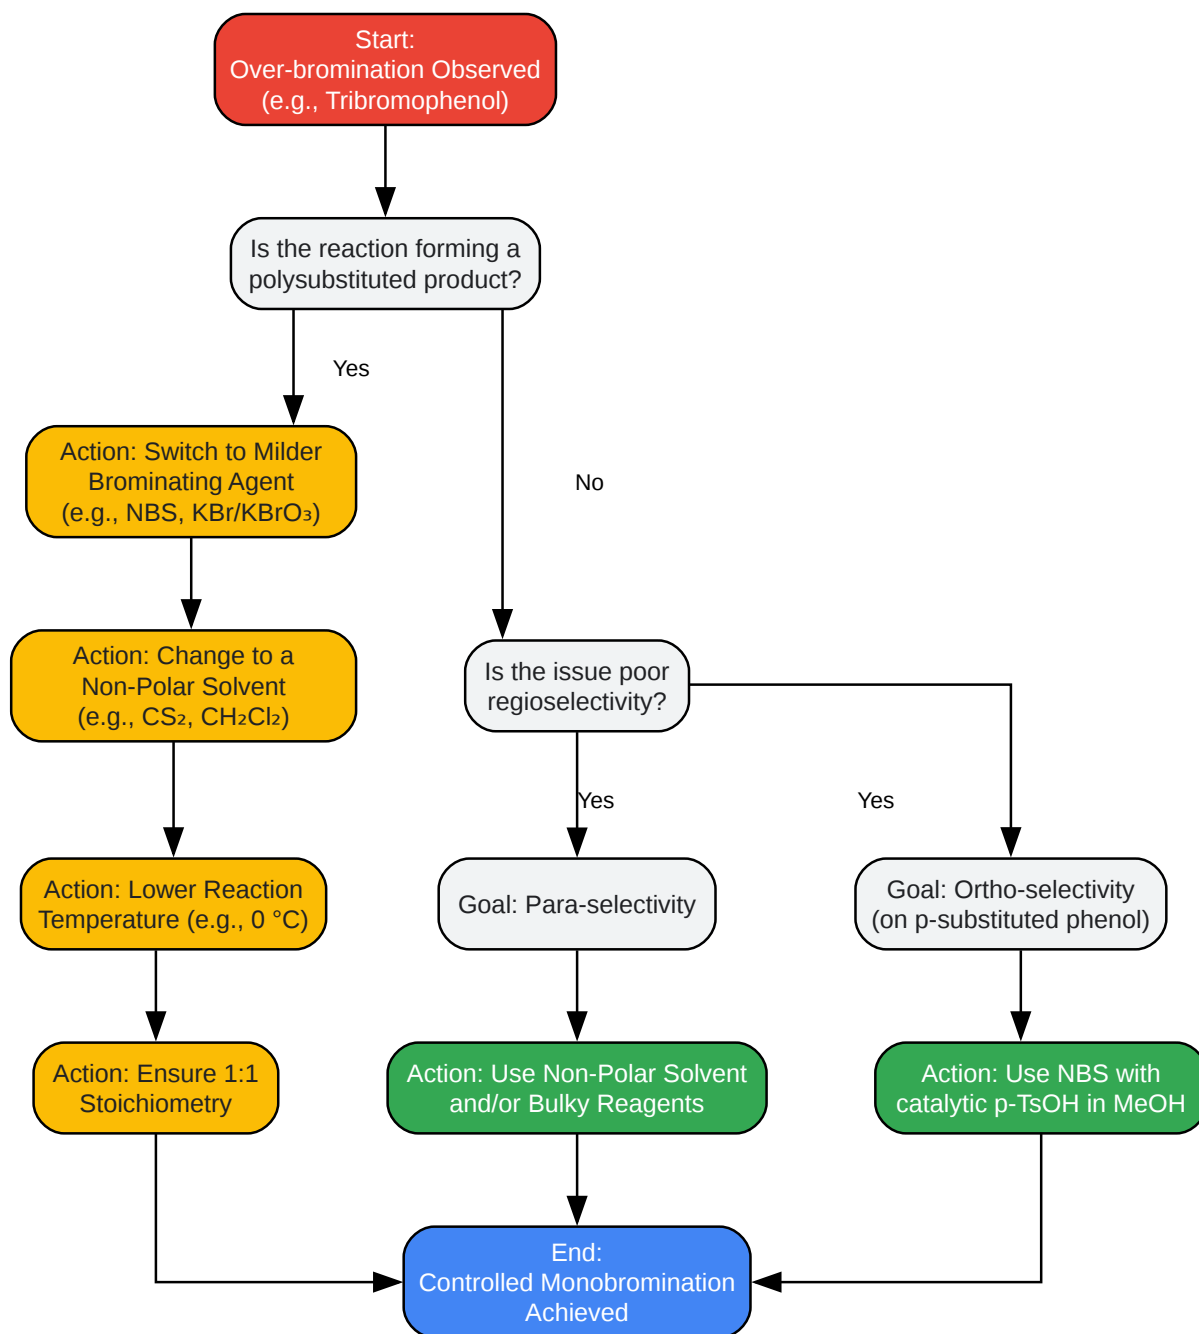 Start:
Over-bromination Observed
(e.g., Tribromophenol)
Is the reaction forming a
polysubstituted product?
Yes
No
Action: Switch to Milder
Brominating Agent
(e.g., NBS, KBr/KBrO₃)
Action: Change to a
Non-Polar Solvent
(e.g., CS₂, CH₂Cl₂)
Is the issue poor
regioselectivity?
Yes
Yes
Action: Lower Reaction
Temperature (e.g., 0 °C)
Goal: Para-selectivity
Goal: Ortho-selectivity
(on p-substituted phenol)
Action: Ensure 1:1
Stoichiometry
Action: Use Non-Polar Solvent
and/or Bulky Reagents
Action: Use NBS with
catalytic p-TsOH in MeOH
End:
Controlled Monobromination
Achieved